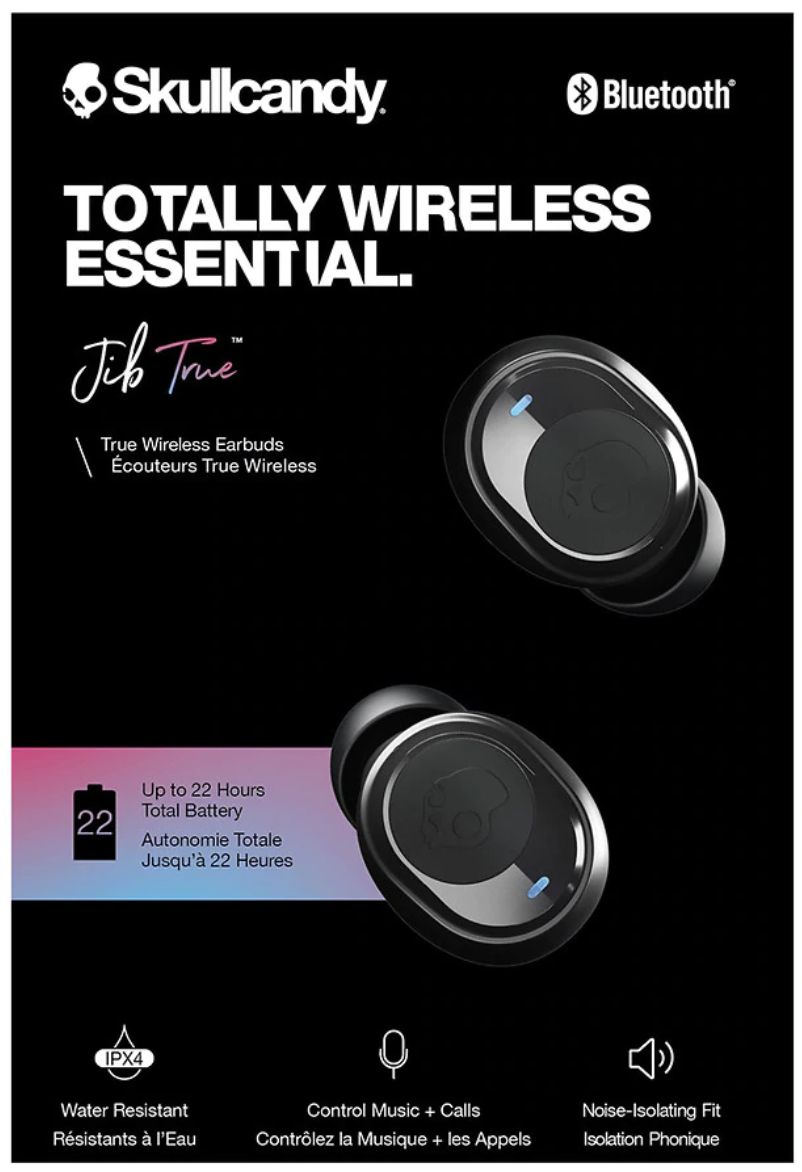 Skullcandy®
Bluetooth®
TOTALLY WIRELESS
ESSENTIAL.
Jib True™
True Wireless Earbuds
Écouteurs True Wireless
22
Up to 22 Hours
Total Battery
Autonomie Totale
Jusqu'à 22 Heures
IPX4
Water Resistant
Résistants à l'Eau
Control Music + Calls
Contrôlez la Musique + les Appels
Noise-Isolating Fit
Isolation Phonique